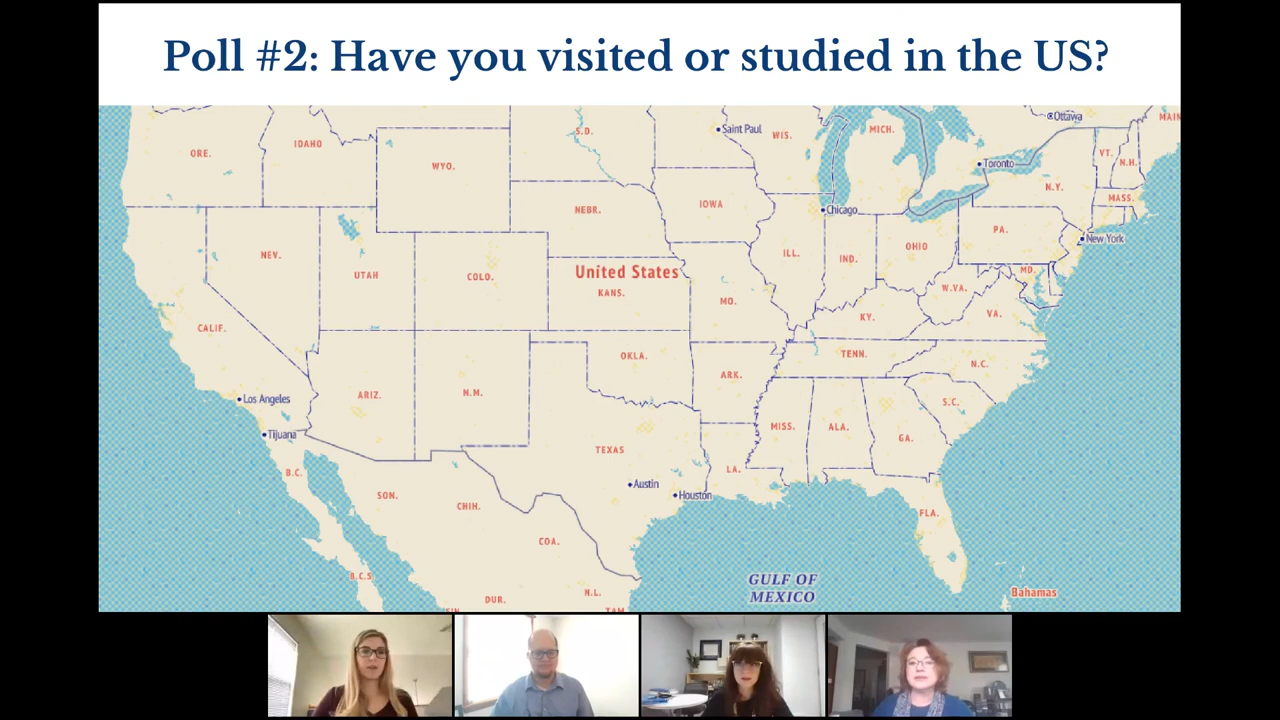 Poll #2: Have you visited or studied in the US?
Ottawa
MAIN
S.D.
Saint Paul
WIS.
MICH.
ORE.
IDAHO
WYO.
Toronto
VT.
N.H.
N.Y.
MASS.
NEBR.
IOWA
Chicago
PA.
New York
NEV.
UTAH
COLO.
United States
KANS.
ILL.
IND.
OHIO
MD.
W.VA.
VA.
MO.
KY.
CALIF.
OKLA.
TENN.
N.C.
ARIZ.
N.M.
ARK.
S.C.
Los Angeles
Tijuana
MISS.
ALA.
GA.
TEXAS
B.C.
LA.
Austin
Houston
SON.
CHIH.
FLA.
COA.
B.C.S.
GULF OF
MEXICO
N.L.
DUR.
Bahamas
SIN.
TAM.